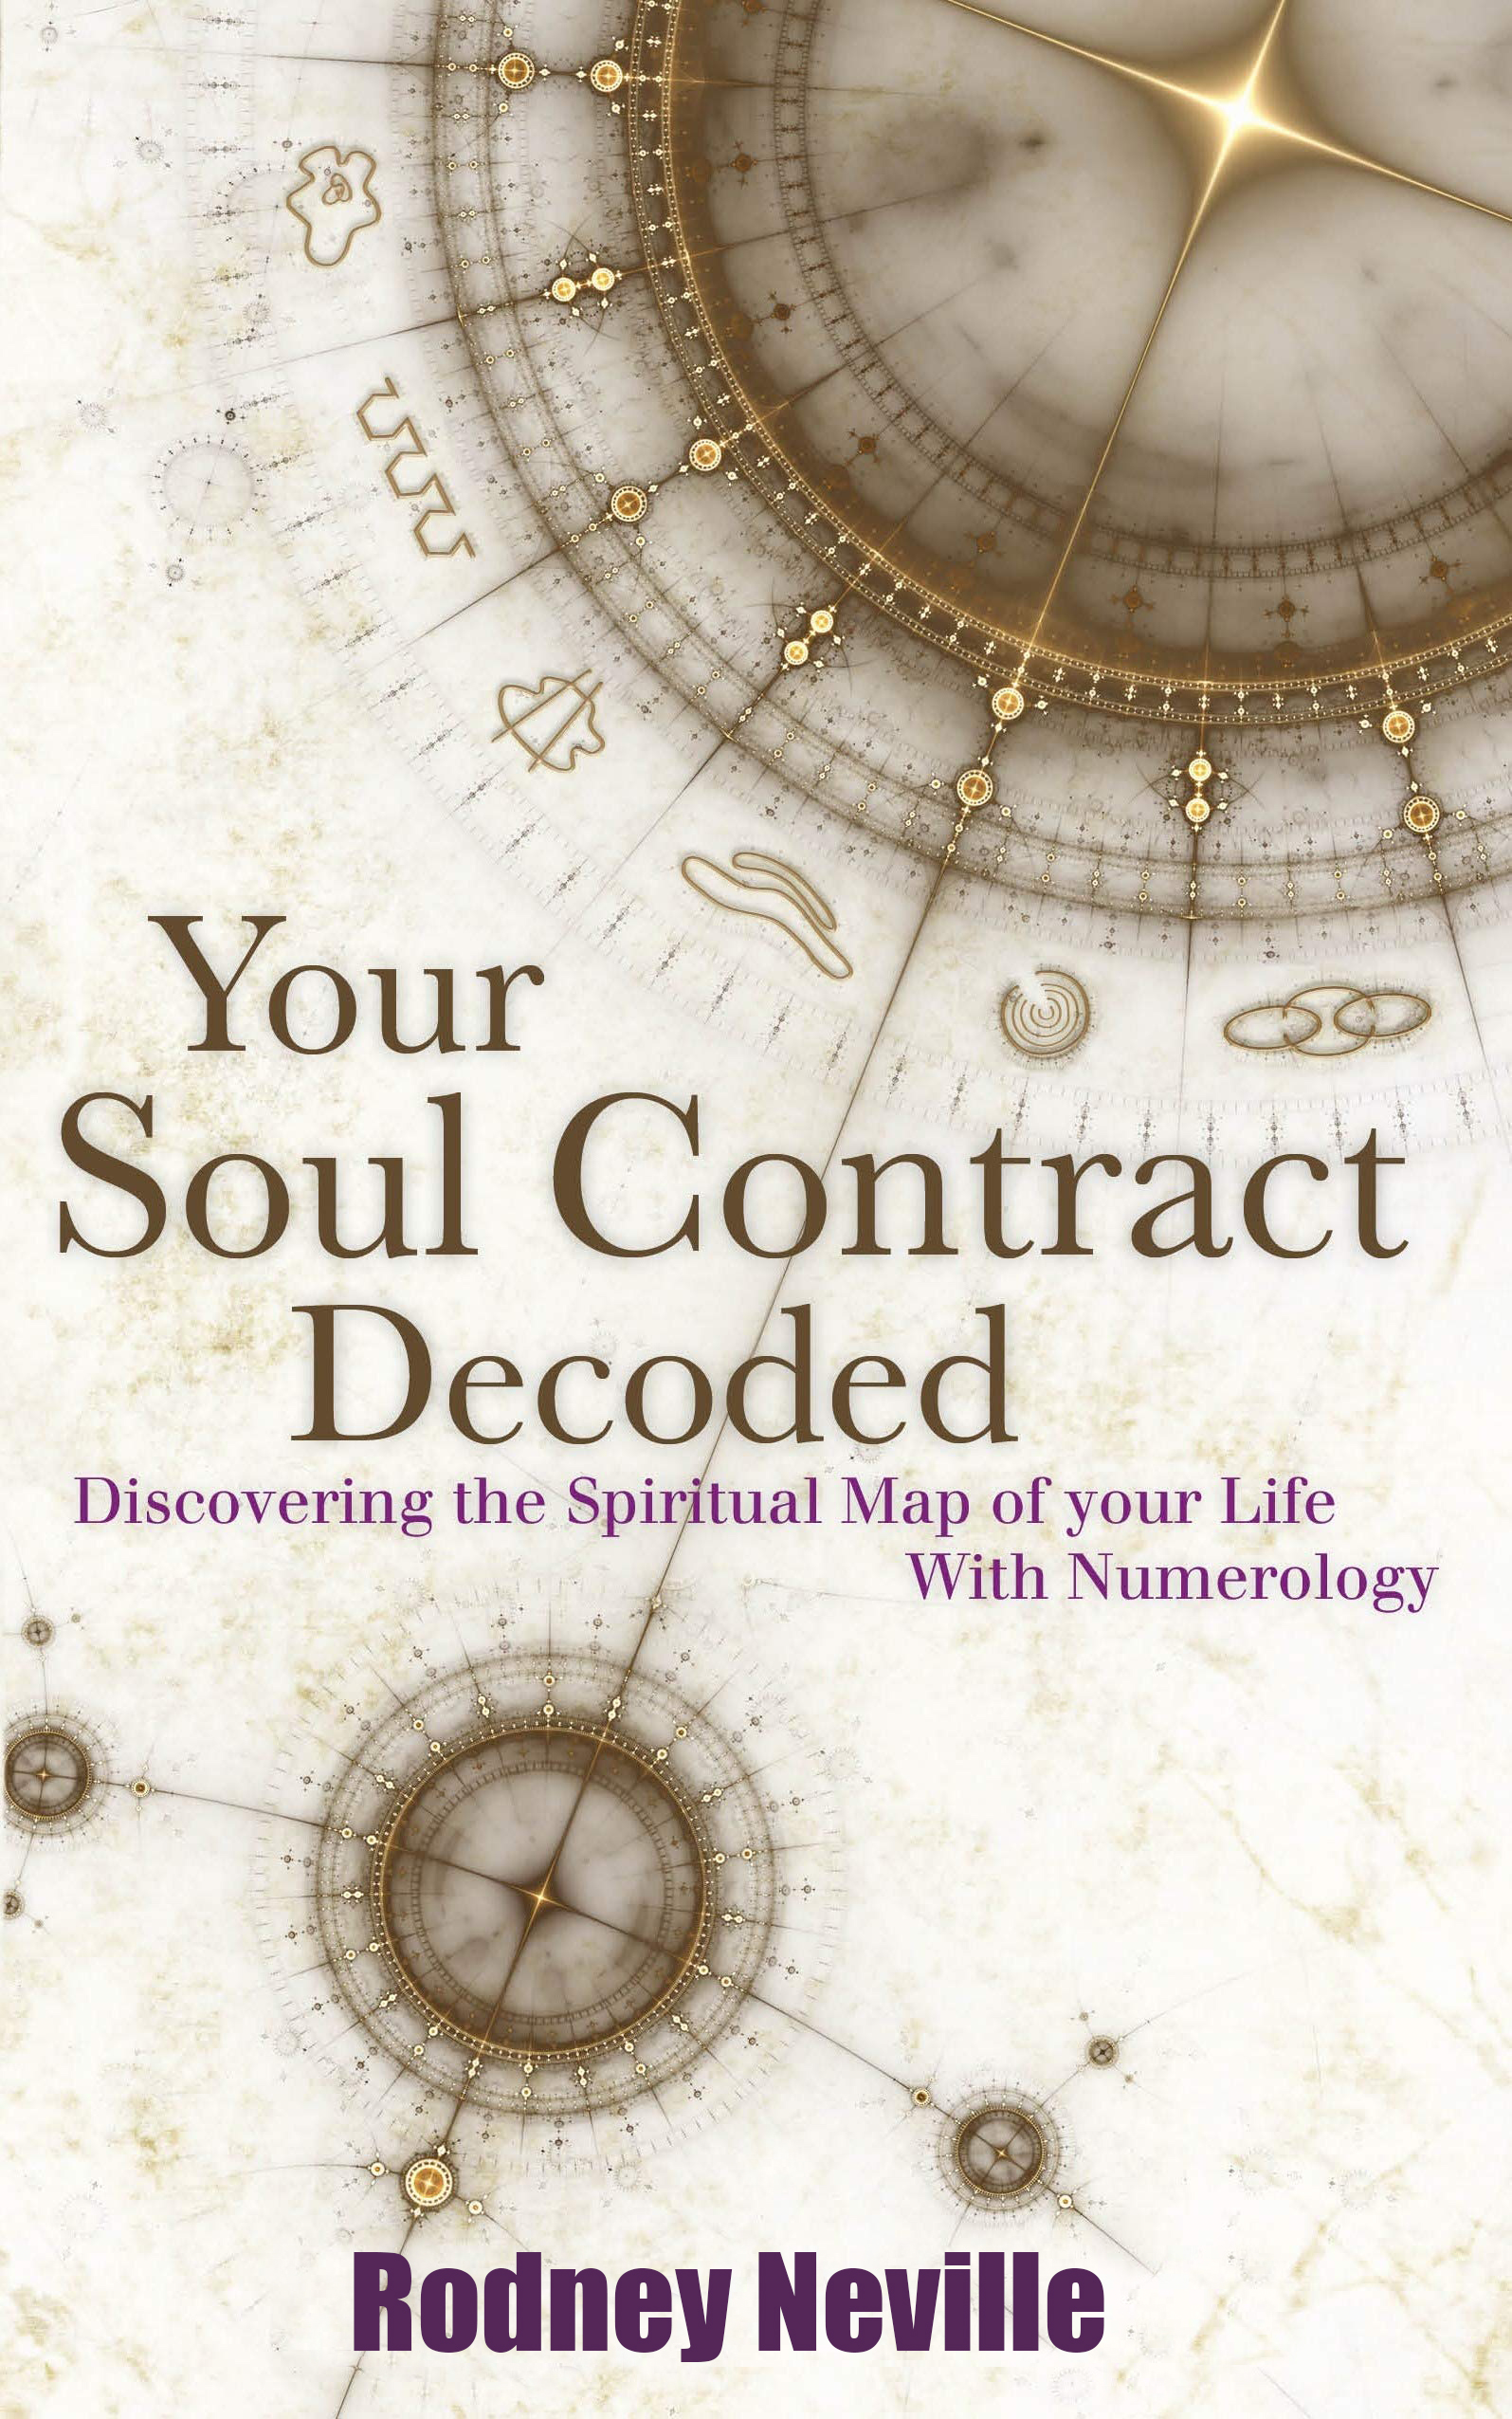 Your
Soul Contract
Decoded
Discovering the Spiritual Map of your Life
With Numerology
Rodney Neville